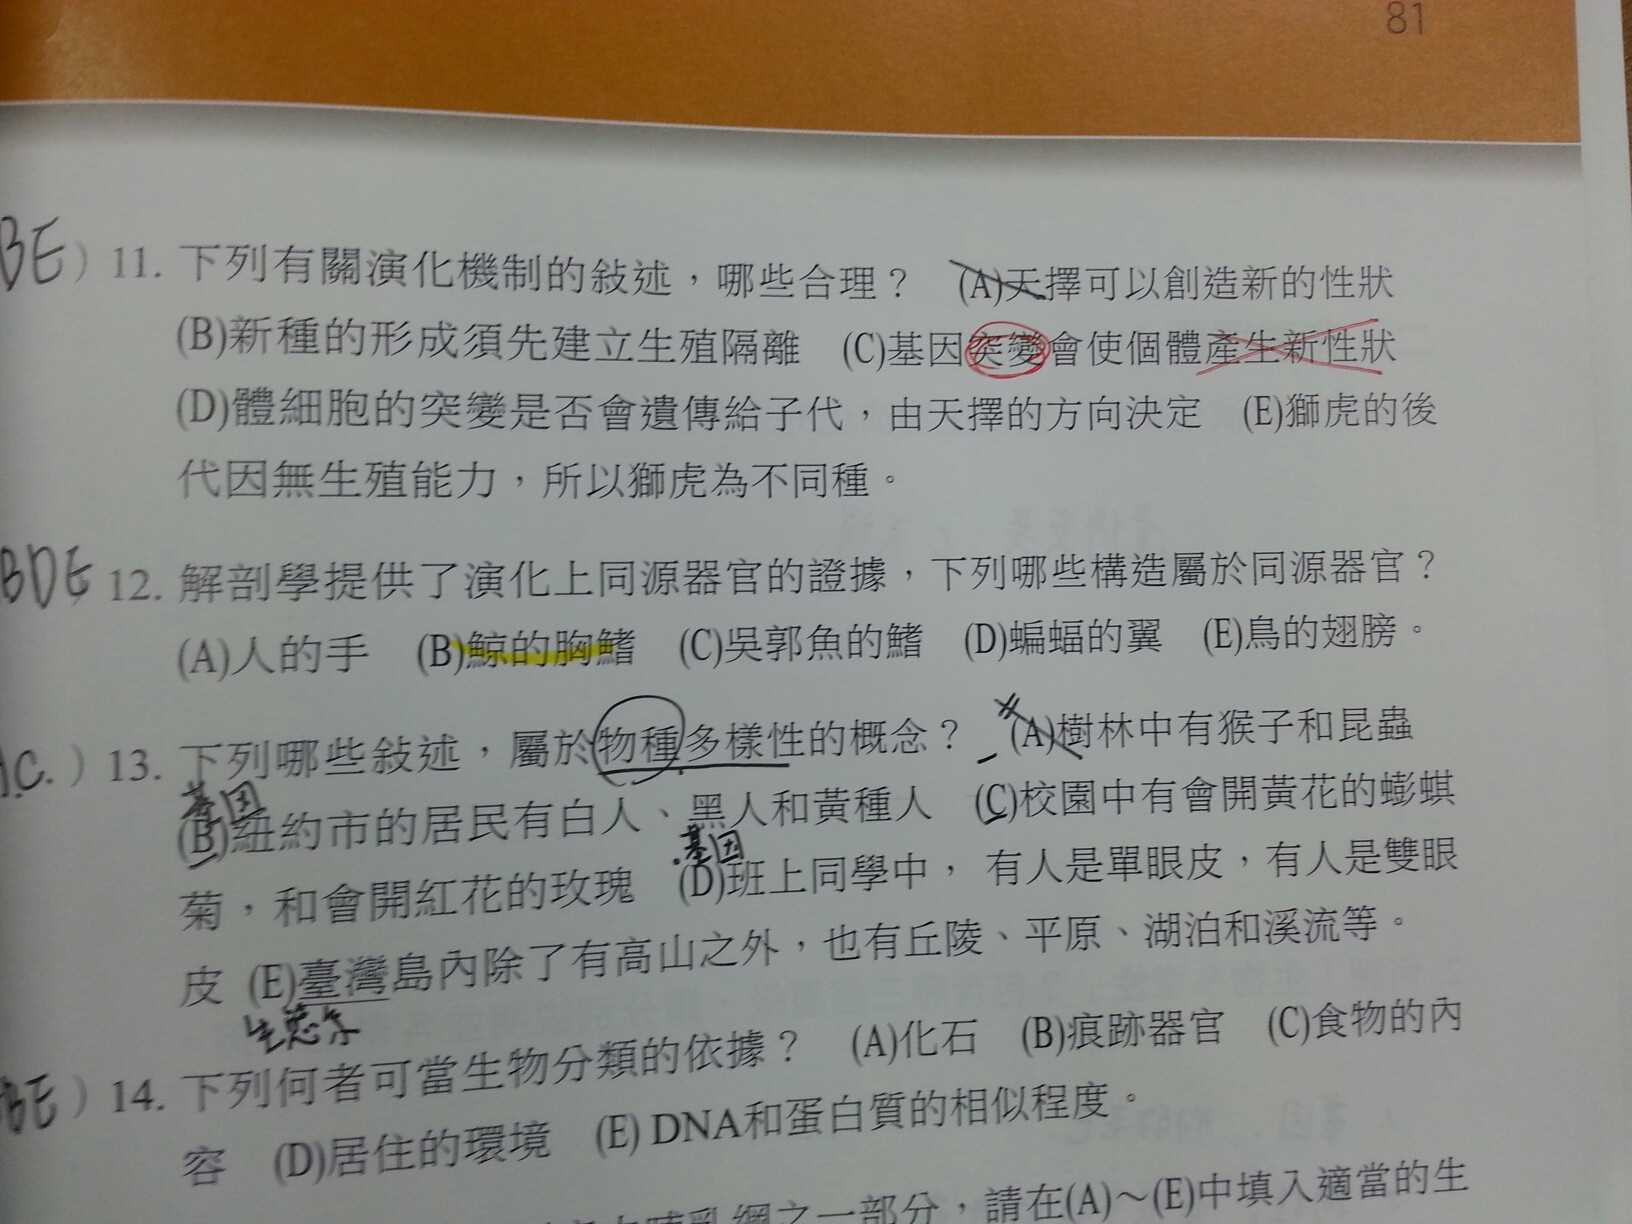 81
BE) 11. 下列有關演化機制的敍述，哪些合理？ (A)天擇可以創造新的性狀
(B)新種的形成須先建立生殖隔離 (C)基因突變會使個體產生新性狀
(D)體細胞的突變是否會遺傳給子代，由天擇的方向決定 (E)獅虎的後
代因無生殖能力，所以獅虎為不同種。
BDE 12. 解剖學提供了演化上同源器官的證據，下列哪些構造屬於同源器官？
(A)人的手 (B)鯨的胸鰭 (C)吳郭魚的鰭 (D)蝙蝠的翼 (E)鳥的翅膀。
C.) 13. 下列哪些敍述，屬於物種多樣性的概念？ (A)樹林中有猴子和昆蟲
基因
(B)紐約市的居民有白人、黑人和黃種人 (C)校園中有會開黃花的蟛蜞
基因
菊，和會開紅花的玫瑰 (D)班上同學中，有人是單眼皮，有人是雙眼
皮 (E)臺灣島內除了有高山之外，也有丘陵、平原、湖泊和溪流等。
生態系
BE) 14. 下列何者可當生物分類的依據？ (A)化石 (B)痕跡器官 (C)食物的內
容 (D)居住的環境 (E) DNA和蛋白質的相似程度。
之一部分，請在(A)～(E)中填入適當的生